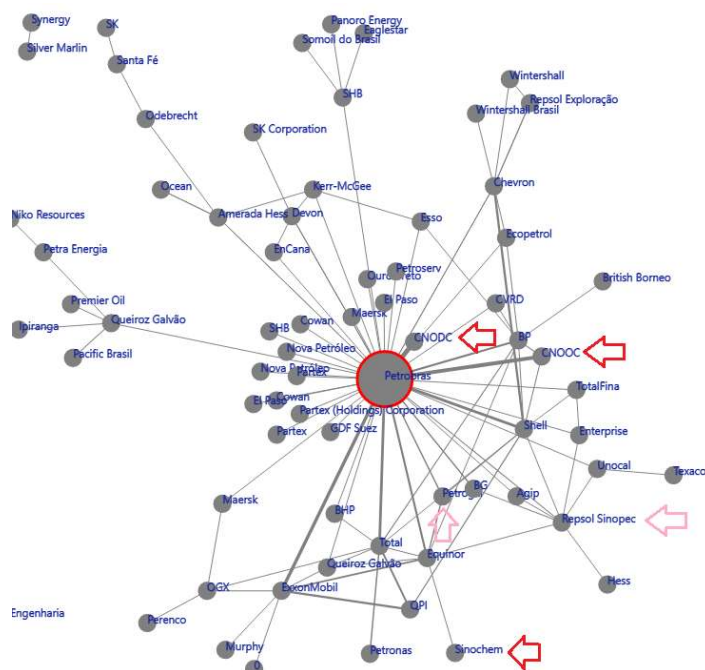 Synergy
SK
Panoro Energy
Eaglestar
Somoil do Brasil
Silver Marlin
Santa Fé
Wintershall
SHB
Repsol Exploração
Wintershall Brasil
Odebrecht
SK Corporation
Chevron
Ocean
Kerr-McGee
Niko Resources
Amerada Hess
Devon
Esso
Ecopetrol
Petra Energia
EnCana
Petroserv
British Borneo
El Paso
CVRD
Premier Oil
Maersk
Ipiranga
Queiroz Galvão
SHB
Cowan
CNODC
BP
Pacific Brasil
Nova Petróleo
CNOOC
Nova Petróleo
Partex
Petrobras
TotalFina
El Paso
Cowan
Partex (Holdings) Corporation
Partex
GDF Suez
Shell
Enterprise
Unocal
Texaco
Maersk
BG
Agip
BHP
Repsol Sinopec
Total
Queiroz Galvão
Equinor
OGX
ExxonMobil
Hess
Engenharia
Perenco
QPI
Murphy
Petronas
Sinochem
0